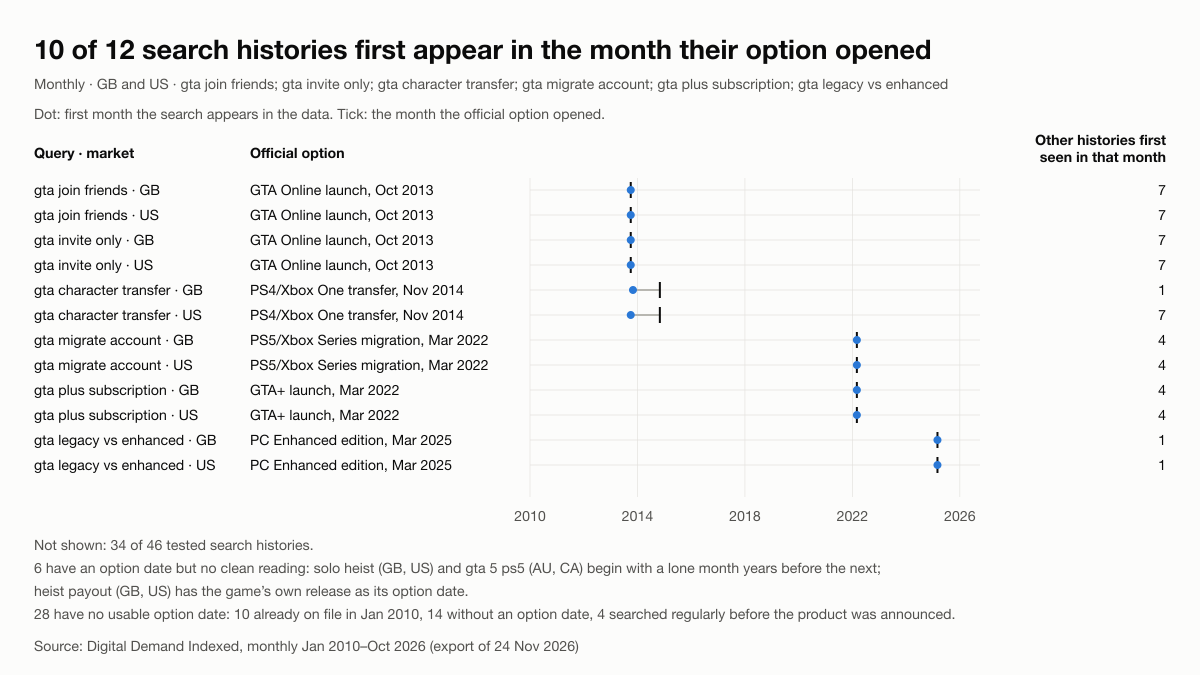 10 of 12 search histories first appear in the month their option opened
Monthly · GB and US · gta join friends; gta invite only; gta character transfer; gta migrate account; gta plus subscription; gta legacy vs enhanced
Dot: first month the search appears in the data. Tick: the month the official option opened.
Query · market Official option Other histories first
seen in that month
gta join friends · GB GTA Online launch, Oct 2013 7
gta join friends · US GTA Online launch, Oct 2013 7
gta invite only · GB GTA Online launch, Oct 2013 7
gta invite only · US GTA Online launch, Oct 2013 7
gta character transfer · GB PS4/Xbox One transfer, Nov 2014 1
gta character transfer · US PS4/Xbox One transfer, Nov 2014 7
gta migrate account · GB PS5/Xbox Series migration, Mar 2022 4
gta migrate account · US PS5/Xbox Series migration, Mar 2022 4
gta plus subscription · GB GTA+ launch, Mar 2022 4
gta plus subscription · US GTA+ launch, Mar 2022 4
gta legacy vs enhanced · GB PC Enhanced edition, Mar 2025 1
gta legacy vs enhanced · US PC Enhanced edition, Mar 2025 1
2010 2014 2018 2022 2026
Not shown: 34 of 46 tested search histories.
6 have an option date but no clean reading: solo heist (GB, US) and gta 5 ps5 (AU, CA) begin with a lone month years before the next;
heist payout (GB, US) has the game’s own release as its option date.
28 have no usable option date: 10 already on file in Jan 2010, 14 without an option date, 4 searched regularly before the product was announced.
Source: Digital Demand Indexed, monthly Jan 2010–Oct 2026 (export of 24 Nov 2026)